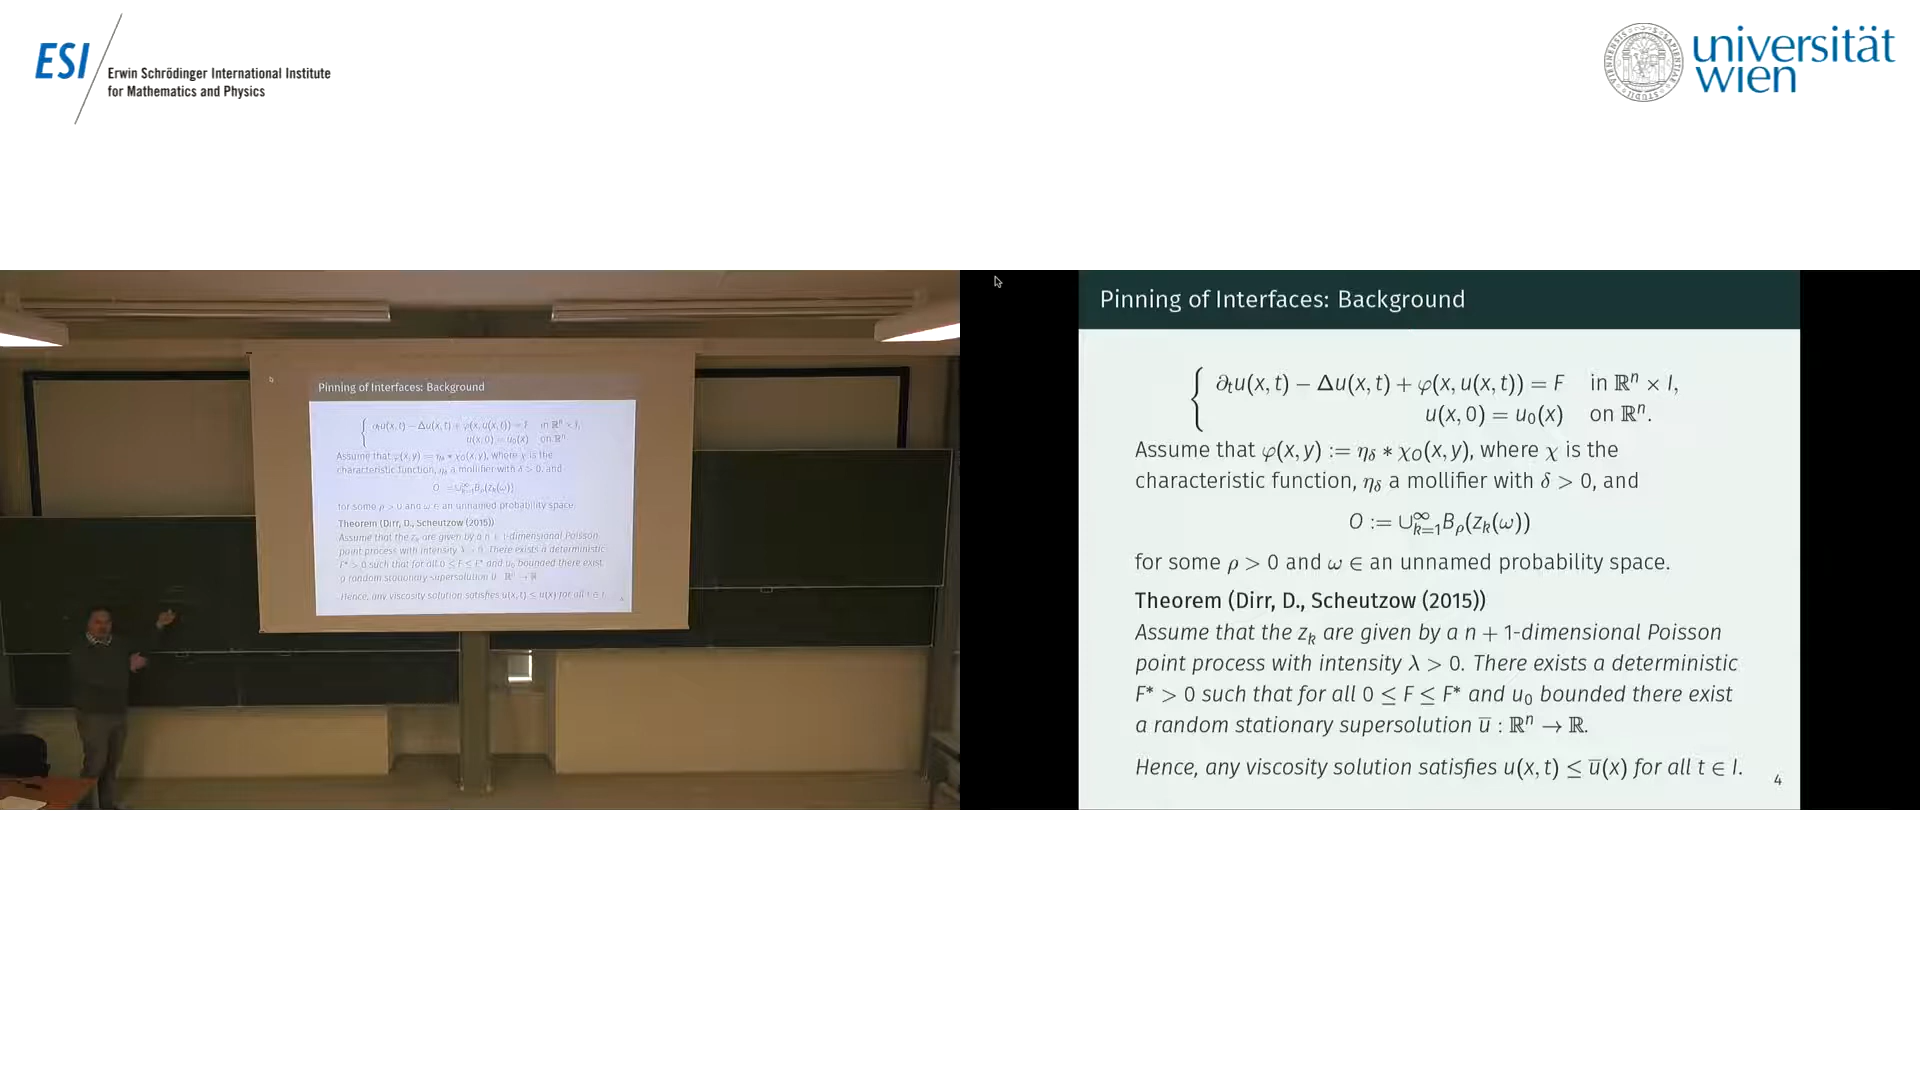 ESI
Erwin Schrödinger International Institute
for Mathematics and Physics
universität
wien
Pinning of Interfaces: Background
Pinning of Interfaces: Background
∂ₜu(x, t) − Δu(x, t) + φ(x, u(x, t)) = F in ℝⁿ × I,
u(x, 0) = u₀(x) on ℝⁿ.
Assume that φ(x, y) := η_δ ∗ χ_O(x, y), where χ is the
characteristic function, η_δ a mollifier with δ > 0, and
O := ∪_{k=1}^∞ B_ρ(z_k(ω))
for some ρ > 0 and ω ∈ an unnamed probability space.
Theorem (Dirr, D., Scheutzow (2015))
Assume that the z_k are given by a n + 1-dimensional Poisson
point process with intensity λ > 0. There exists a deterministic
F* > 0 such that for all 0 ≤ F ≤ F* and u₀ bounded there exist
a random stationary supersolution u̅ : ℝⁿ → ℝ.
Hence, any viscosity solution satisfies u(x, t) ≤ u̅(x) for all t ∈ I.
4